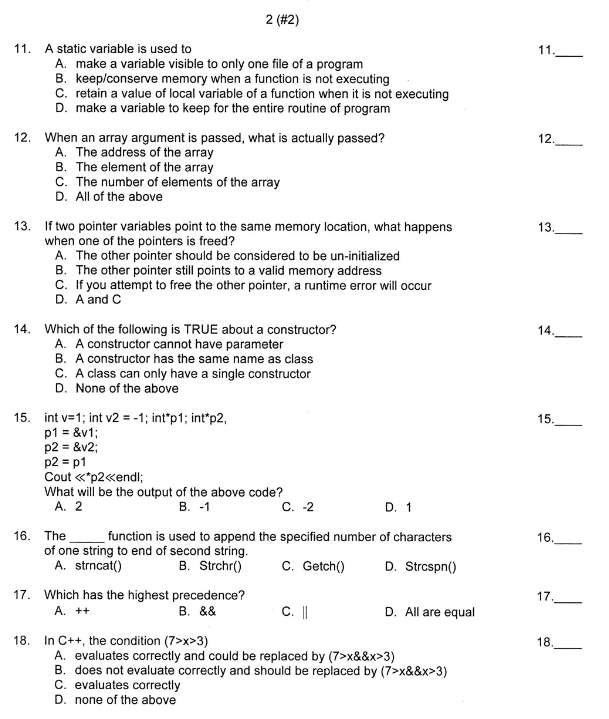 2 (#2)
11. A static variable is used to 11.____
A. make a variable visible to only one file of a program
B. keep/conserve memory when a function is not executing
C. retain a value of local variable of a function when it is not executing
D. make a variable to keep for the entire routine of program
12. When an array argument is passed, what is actually passed? 12.____
A. The address of the array
B. The element of the array
C. The number of elements of the array
D. All of the above
13. If two pointer variables point to the same memory location, what happens 13.____
when one of the pointers is freed?
A. The other pointer should be considered to be un-initialized
B. The other pointer still points to a valid memory address
C. If you attempt to free the other pointer, a runtime error will occur
D. A and C
14. Which of the following is TRUE about a constructor? 14.____
A. A constructor cannot have parameter
B. A constructor has the same name as class
C. A class can only have a single constructor
D. None of the above
15. int v=1; int v2 = -1; int*p1; int*p2, 15.____
p1 = &v1;
p2 = &v2;
p2 = p1
Cout ≪*p2≪endl;
What will be the output of the above code?
A. 2 B. -1 C. -2 D. 1
16. The _____ function is used to append the specified number of characters 16.____
of one string to end of second string.
A. strncat() B. Strchr() C. Getch() D. Strcspn()
17. Which has the highest precedence? 17.____
A. ++ B. && C. || D. All are equal
18. In C++, the condition (7>x>3) 18.____
A. evaluates correctly and could be replaced by (7>x&&x>3)
B. does not evaluate correctly and should be replaced by (7>x&&x>3)
C. evaluates correctly
D. none of the above